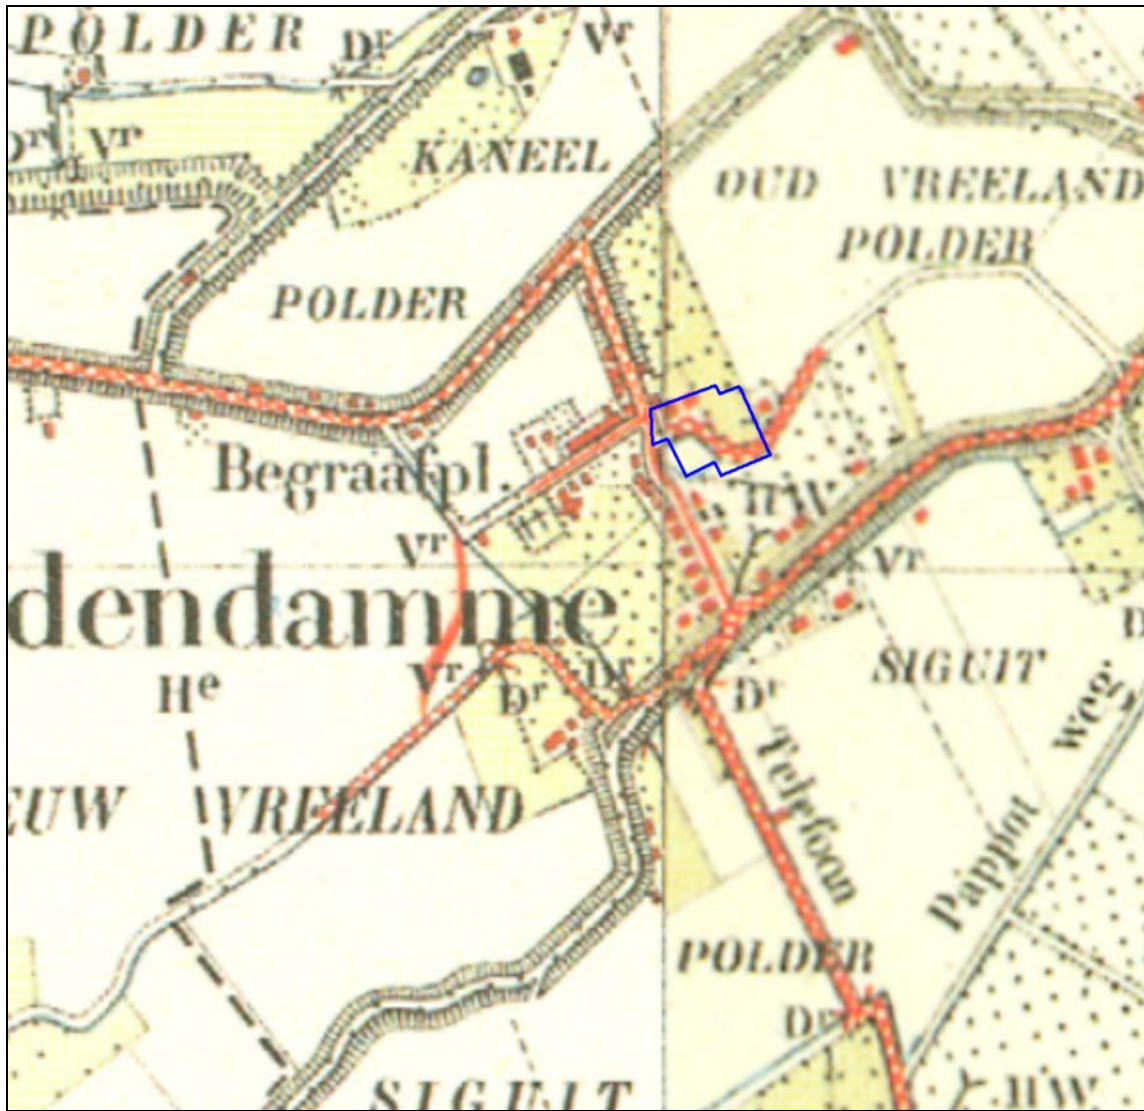 POLDER
Dr
Vr
Dr
Vr
KANEEL
OUD VREELAND
POLDER
POLDER
Begraafpl.
HW
Vr
Vr
dendamme
SIGUIT
Vr
Dr
Dr
Dr
He
Telefoon
weg
Pappot
EUW VREELAND
POLDER
Dr
SIGUIT
HW